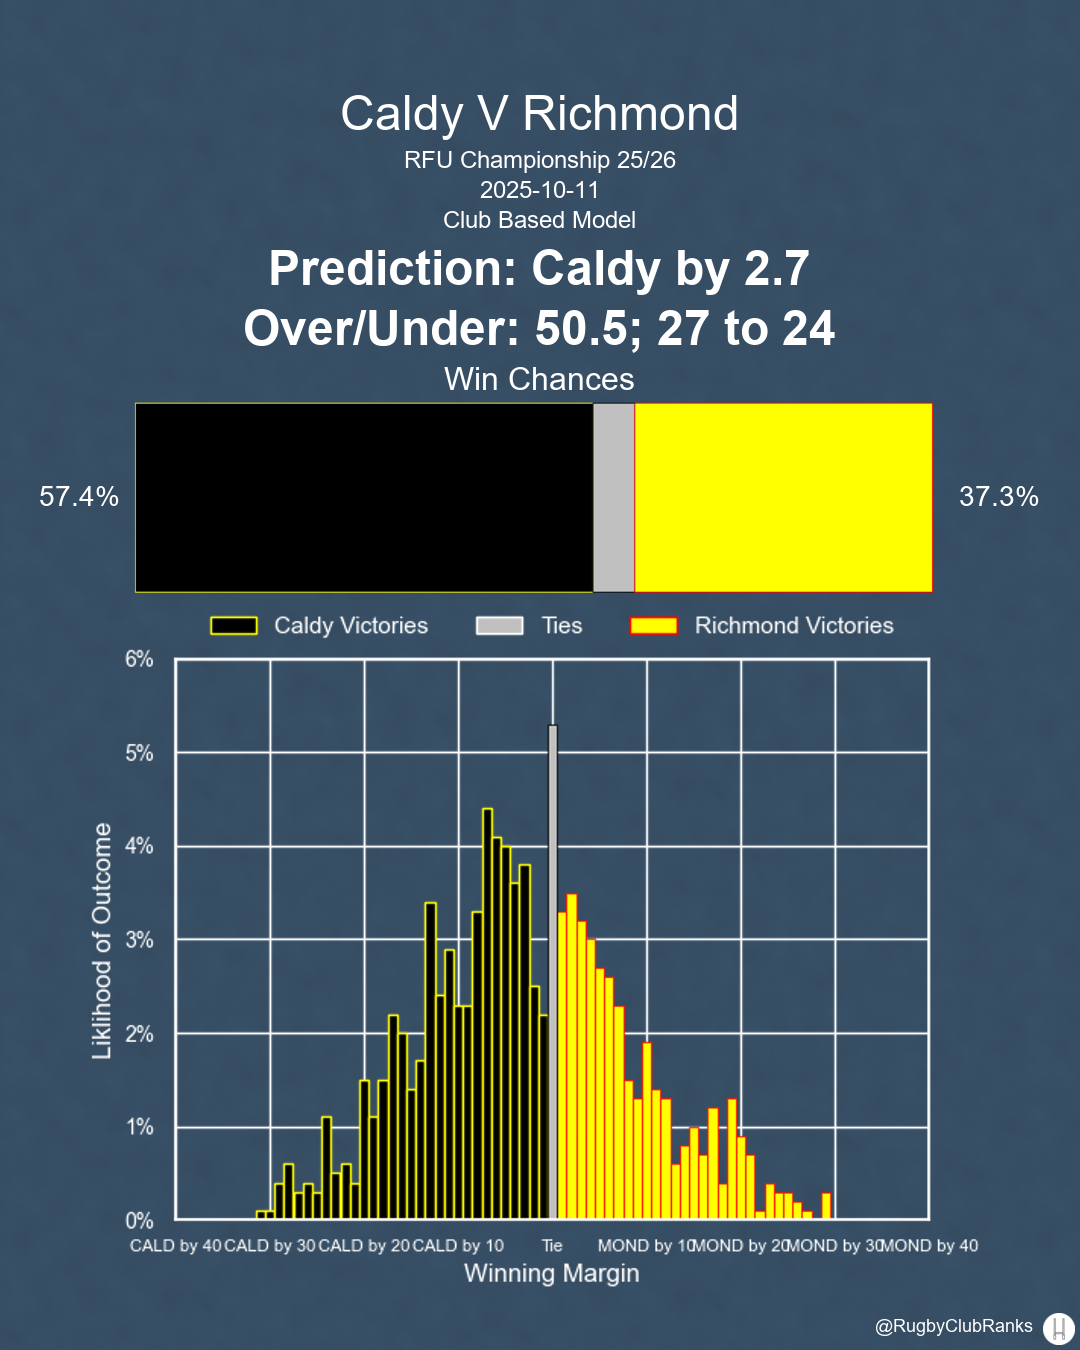 Caldy V Richmond
RFU Championship 25/26
2025-10-11
Club Based Model
Prediction: Caldy by 2.7
Over/Under: 50.5; 27 to 24
Win Chances
57.4%
37.3%
Caldy Victories
Ties
Richmond Victories
6%
5%
4%
3%
2%
1%
0%
Liklihood of Outcome
CALD by 40 CALD by 30 CALD by 20 CALD by 10 Tie MOND by 10 MOND by 20 MOND by 30 MOND by 40
Winning Margin
@RugbyClubRanks